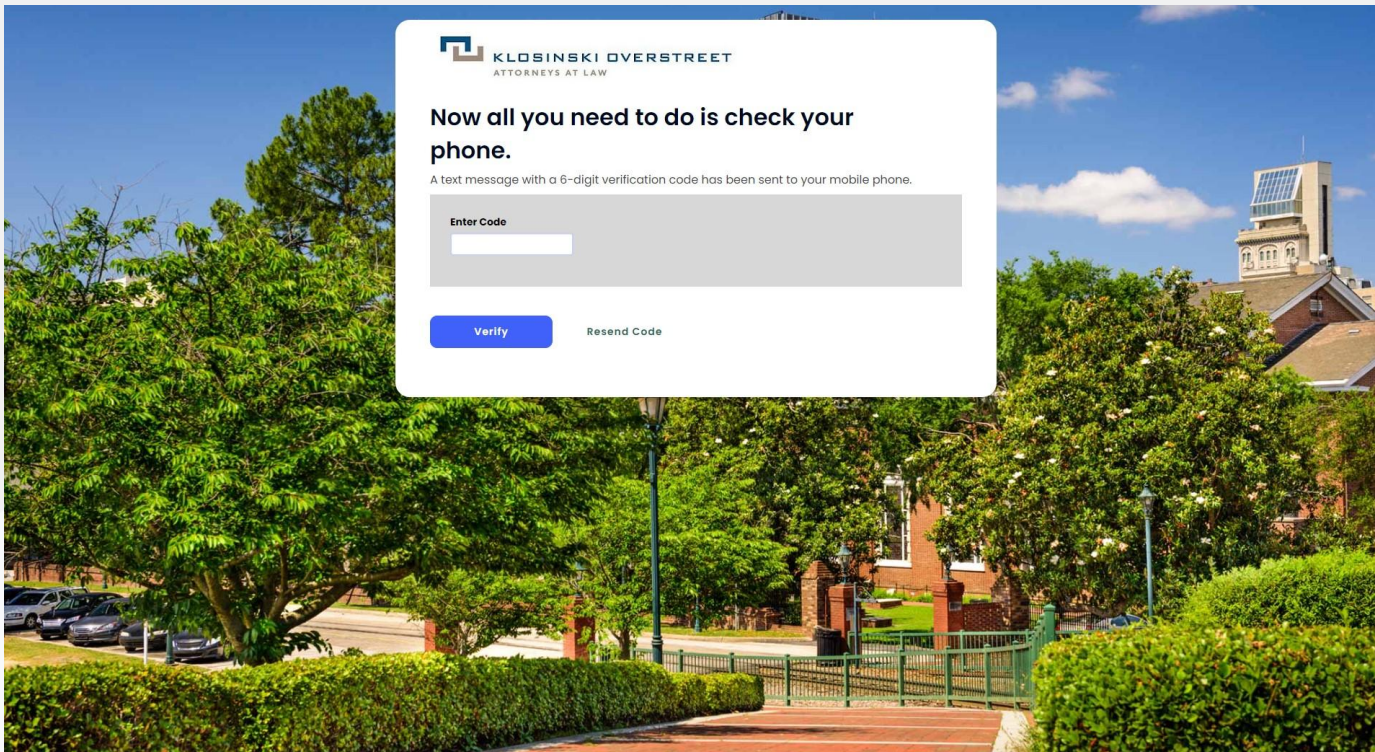 KLOSINSKI OVERSTREET
ATTORNEYS AT LAW
Now all you need to do is check your
phone.
A text message with a 6-digit verification code has been sent to your mobile phone.
Enter Code
Verify
Resend Code